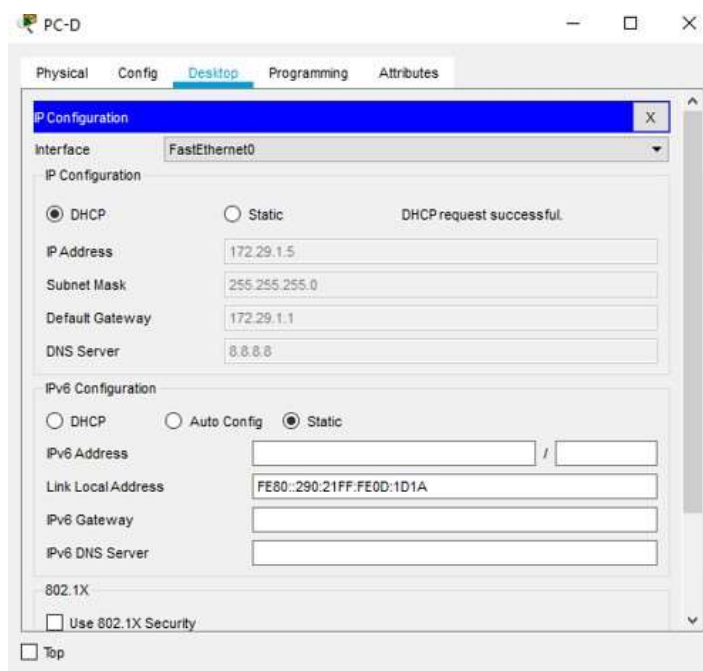 PC-D
Physical Config Desktop Programming Attributes
IP Configuration X
Interface FastEthernet0
IP Configuration
DHCP Static DHCP request successful.
IP Address 172.29.1.5
Subnet Mask 255.255.255.0
Default Gateway 172.29.1.1
DNS Server 8.8.8.8
IPv6 Configuration
DHCP Auto Config Static
IPv6 Address /
Link Local Address FE80::290:21FF:FE0D:1D1A
IPv6 Gateway
IPv6 DNS Server
802.1X
Use 802.1X Security
Top